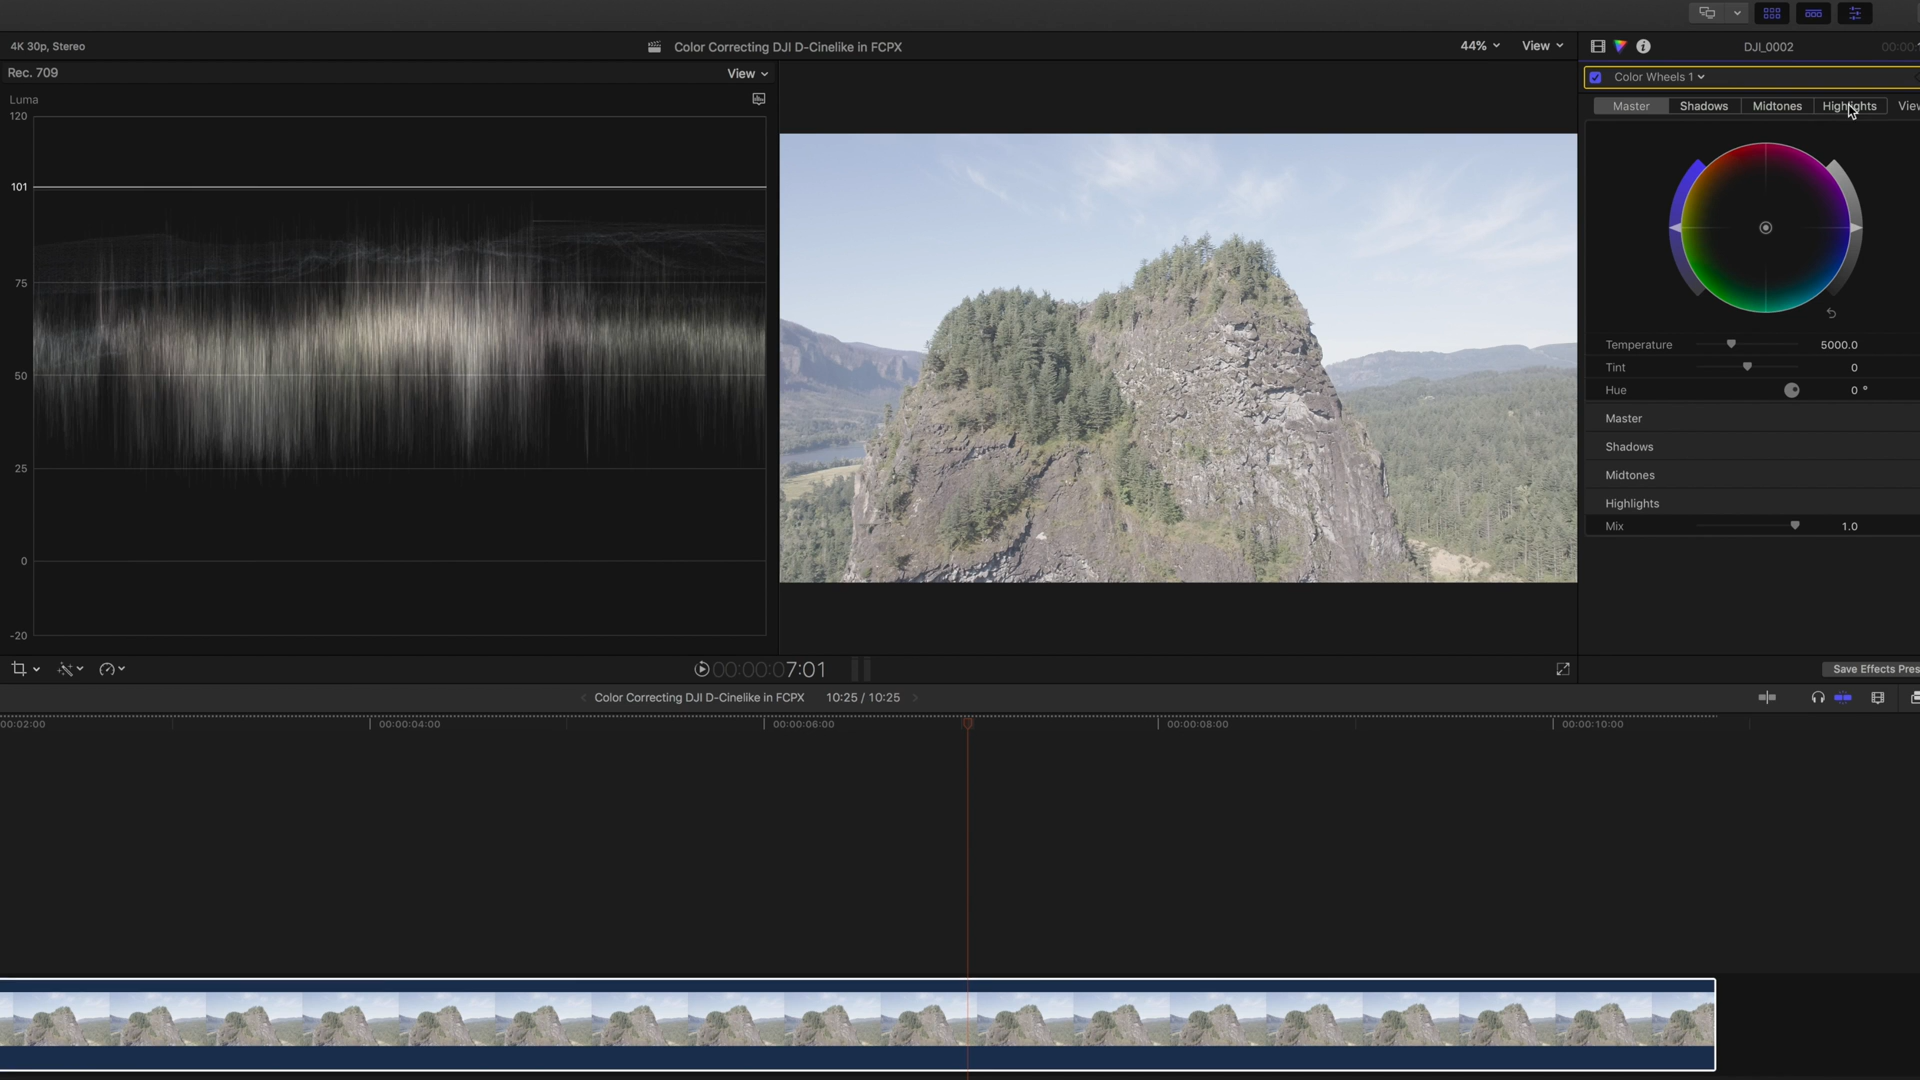 4K 30p, Stereo
Color Correcting DJI D-Cinelike in FCPX
44%
View
DJI_0002
00:00:
Rec. 709
View
Color Wheels 1
Luma
Master
Shadows
Midtones
Highlights
View
120
101
75
50
25
0
-20
Temperature
5000.0
Tint
0
Hue
0 °
Master
Shadows
Midtones
Highlights
Mix
1.0
00:00:00:07:01
Save Effects Pres
Color Correcting DJI D-Cinelike in FCPX
10:25 / 10:25
00:02:00
00:00:04:00
00:00:06:00
00:00:08:00
00:00:10:00